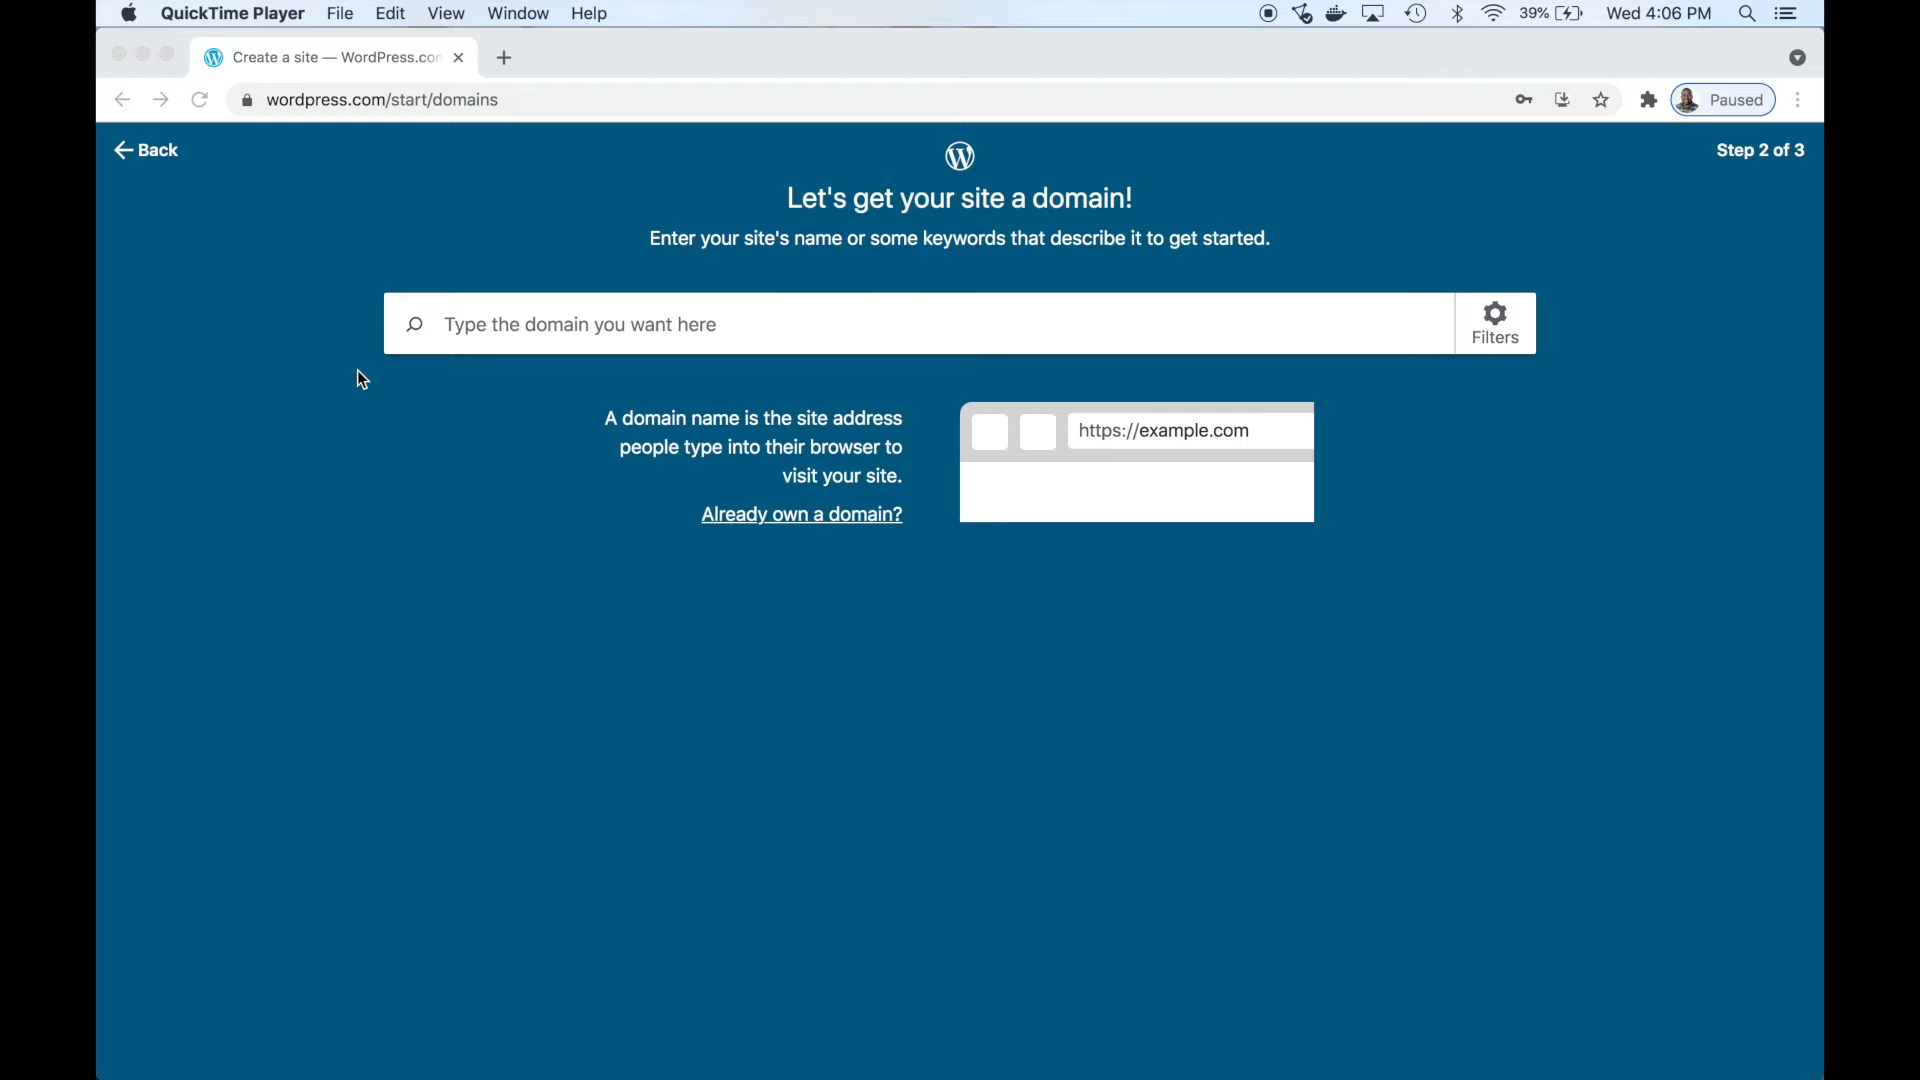 QuickTime Player File Edit View Window Help 39% Wed 4:06 PM
Create a site — WordPress.con
wordpress.com/start/domains Paused
Back Step 2 of 3
Let's get your site a domain!
Enter your site's name or some keywords that describe it to get started.
Type the domain you want here
Filters
A domain name is the site address
people type into their browser to
visit your site.
Already own a domain?
https://example.com